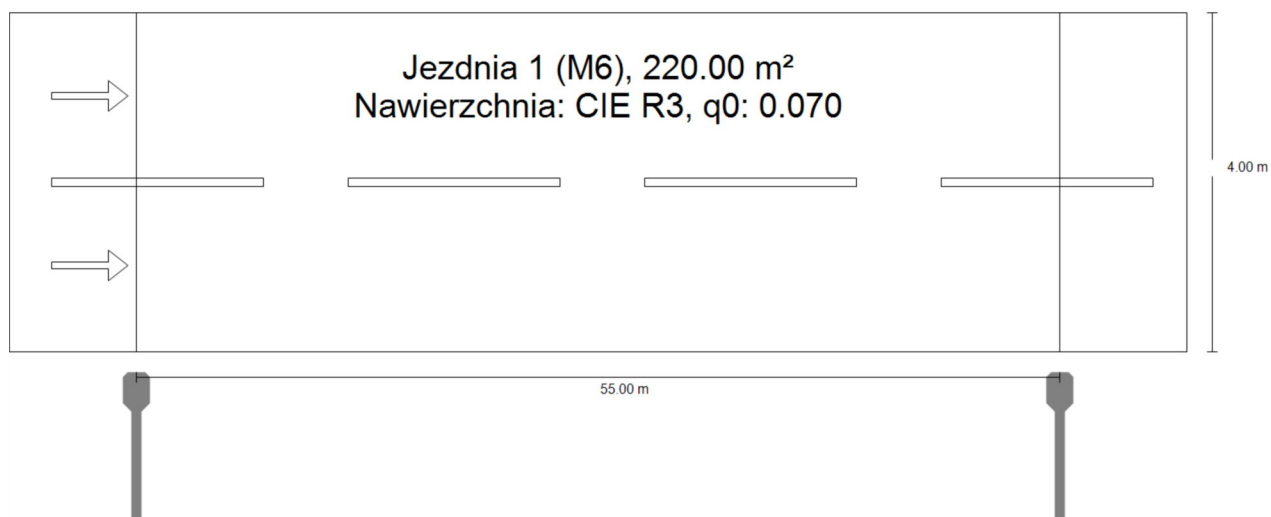 Jezdnia 1 (M6), 220.00 m²
Nawierzchnia: CIE R3, q0: 0.070
4.00 m
55.00 m